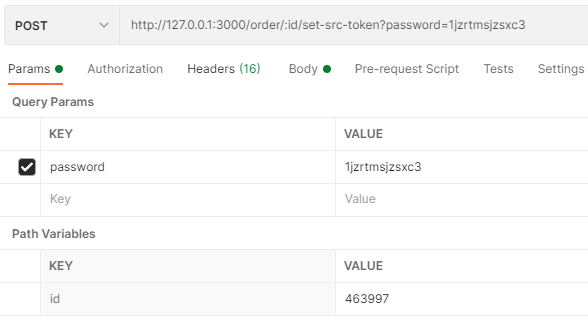 POST http://127.0.0.1:3000/order/:id/set-src-token?password=1jzrtmsjzsxc3
Params Authorization Headers (16) Body Pre-request Script Tests Settings
Query Params
KEY VALUE
password 1jzrtmsjzsxc3
Key Value
Path Variables
KEY VALUE
id 463997